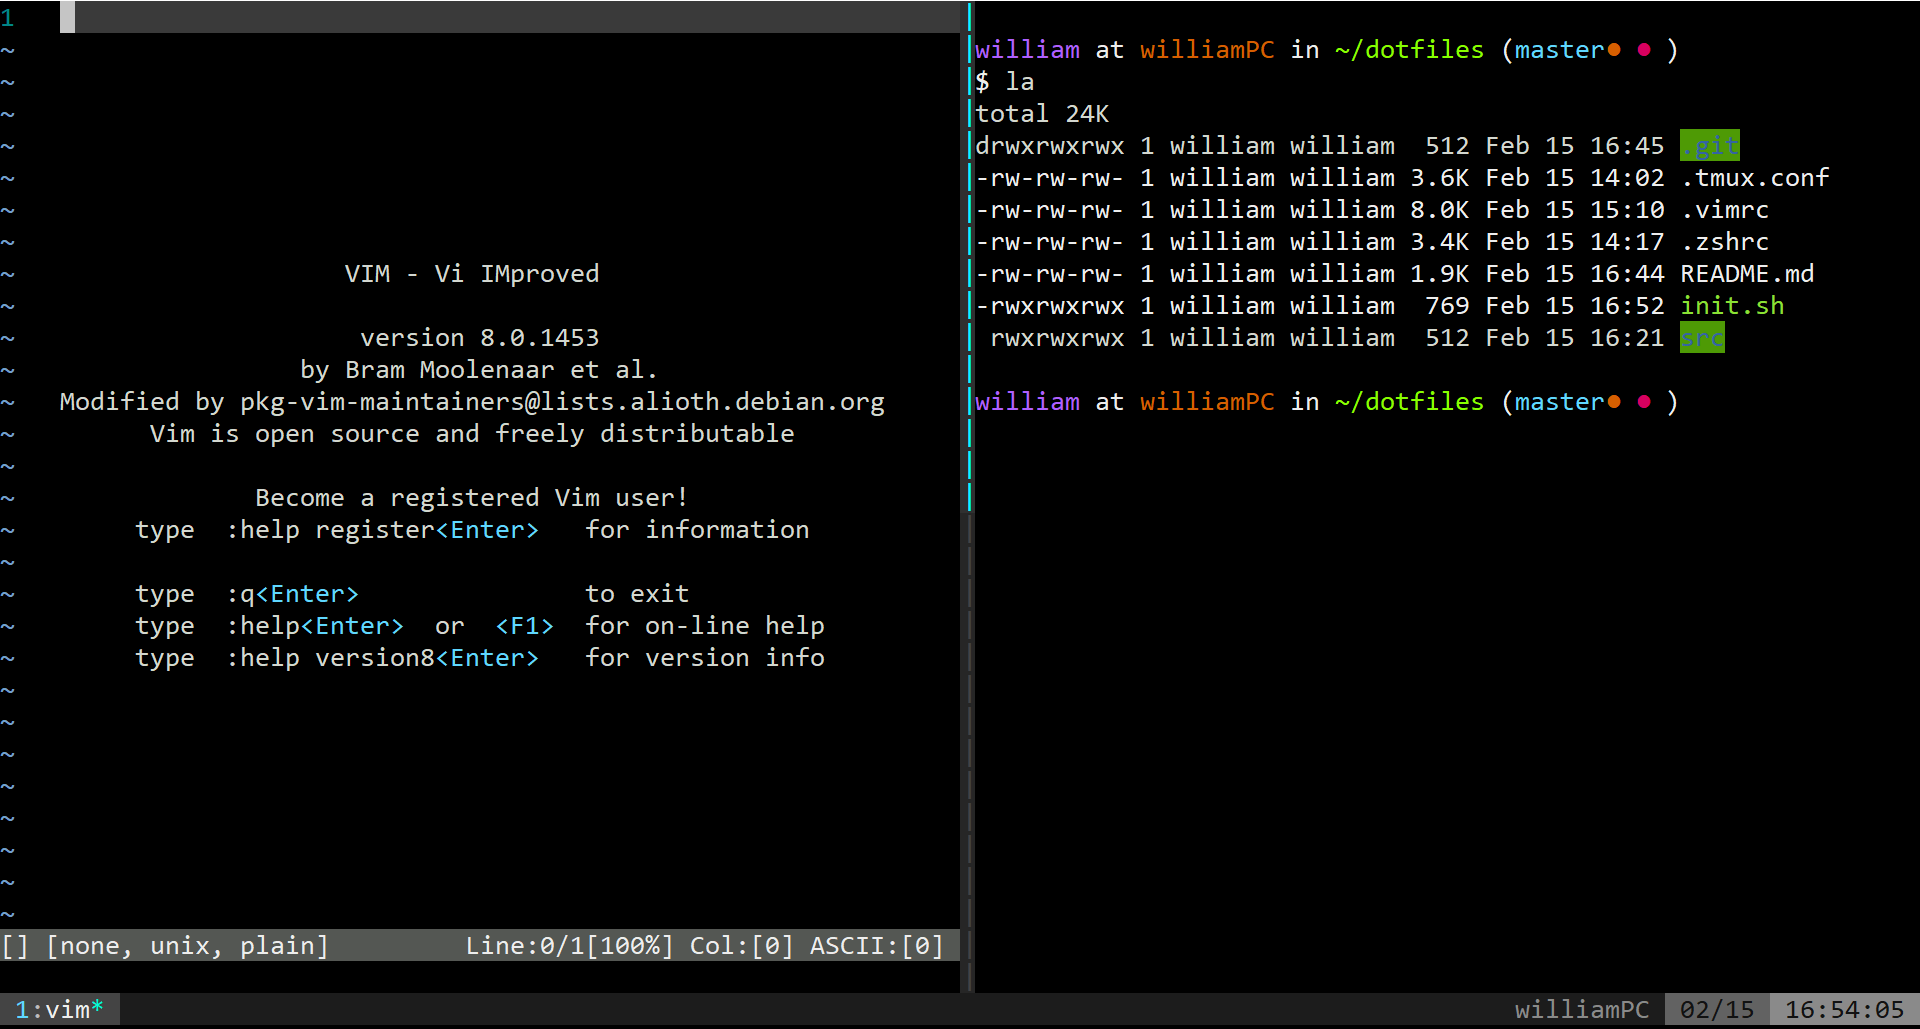 1
~
~
~
~
~
~
~
~ VIM - Vi IMproved
~
~ version 8.0.1453
~ by Bram Moolenaar et al.
~ Modified by pkg-vim-maintainers@lists.alioth.debian.org
~ Vim is open source and freely distributable
~
~ Become a registered Vim user!
~ type :help register<Enter> for information
~
~ type :q<Enter> to exit
~ type :help<Enter> or <F1> for on-line help
~ type :help version8<Enter> for version info
~
~
~
~
~
~
~
~
[] [none, unix, plain] Line:0/1[100%] Col:[0] ASCII:[0]
william at williamPC in ~/dotfiles (master● ● )
$ la
total 24K
drwxrwxrwx 1 william william 512 Feb 15 16:45 .git
-rw-rw-rw- 1 william william 3.6K Feb 15 14:02 .tmux.conf
-rw-rw-rw- 1 william william 8.0K Feb 15 15:10 .vimrc
-rw-rw-rw- 1 william william 3.4K Feb 15 14:17 .zshrc
-rw-rw-rw- 1 william william 1.9K Feb 15 16:44 README.md
-rwxrwxrwx 1 william william 769 Feb 15 16:52 init.sh
rwxrwxrwx 1 william william 512 Feb 15 16:21 src
william at williamPC in ~/dotfiles (master● ● )
1:vim* williamPC 02/15 16:54:05